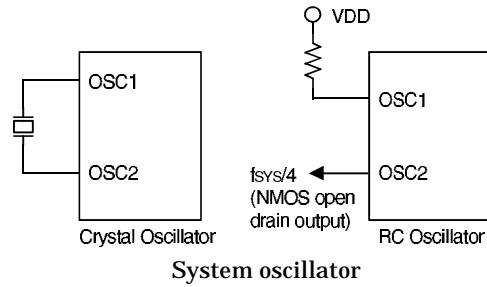 OSC1
OSC2
Crystal Oscillator
VDD
OSC1
fSYS/4
(NMOS open
drain output)
OSC2
RC Oscillator
System oscillator